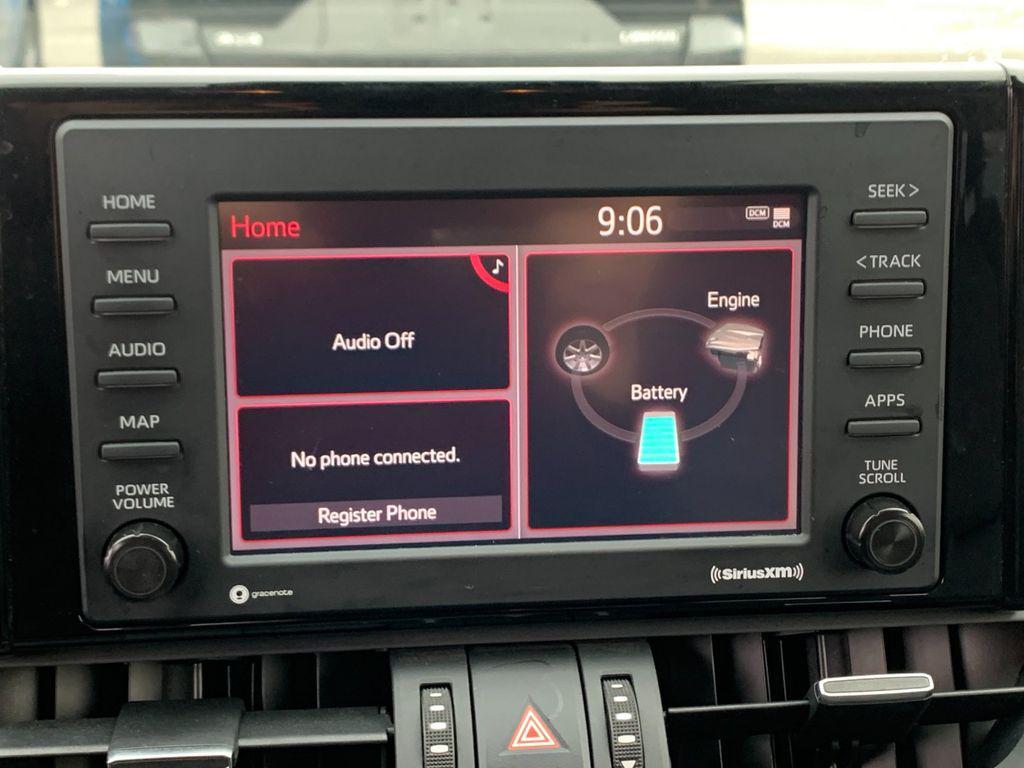 HOME
MENU
AUDIO
MAP
POWER
VOLUME
Home
9:06
DCM
DCM
Audio Off
No phone connected.
Register Phone
Engine
Battery
SEEK >
< TRACK
PHONE
APPS
TUNE
SCROLL
gracenote
((SiriusXM))